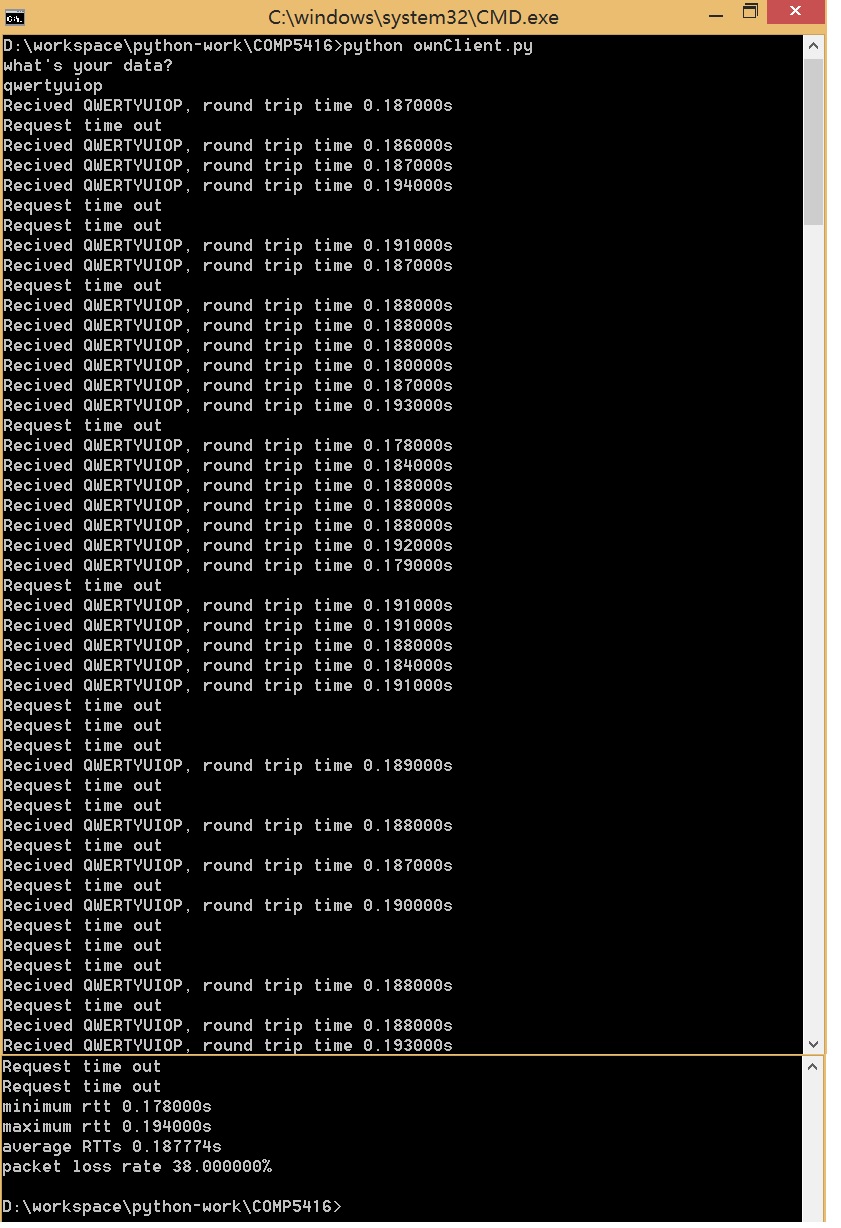 C:\windows\system32\CMD.exe
D:\workspace\python-work\COMP5416>python ownClient.py
what's your data?
qwertyuiop
Recived QWERTYUIOP, round trip time 0.187000s
Request time out
Recived QWERTYUIOP, round trip time 0.186000s
Recived QWERTYUIOP, round trip time 0.187000s
Recived QWERTYUIOP, round trip time 0.194000s
Request time out
Request time out
Recived QWERTYUIOP, round trip time 0.191000s
Recived QWERTYUIOP, round trip time 0.187000s
Request time out
Recived QWERTYUIOP, round trip time 0.188000s
Recived QWERTYUIOP, round trip time 0.188000s
Recived QWERTYUIOP, round trip time 0.188000s
Recived QWERTYUIOP, round trip time 0.180000s
Recived QWERTYUIOP, round trip time 0.187000s
Recived QWERTYUIOP, round trip time 0.193000s
Request time out
Recived QWERTYUIOP, round trip time 0.178000s
Recived QWERTYUIOP, round trip time 0.184000s
Recived QWERTYUIOP, round trip time 0.188000s
Recived QWERTYUIOP, round trip time 0.188000s
Recived QWERTYUIOP, round trip time 0.188000s
Recived QWERTYUIOP, round trip time 0.192000s
Recived QWERTYUIOP, round trip time 0.179000s
Request time out
Recived QWERTYUIOP, round trip time 0.191000s
Recived QWERTYUIOP, round trip time 0.191000s
Recived QWERTYUIOP, round trip time 0.188000s
Recived QWERTYUIOP, round trip time 0.184000s
Recived QWERTYUIOP, round trip time 0.191000s
Request time out
Request time out
Request time out
Recived QWERTYUIOP, round trip time 0.189000s
Request time out
Request time out
Recived QWERTYUIOP, round trip time 0.188000s
Request time out
Recived QWERTYUIOP, round trip time 0.187000s
Request time out
Recived QWERTYUIOP, round trip time 0.190000s
Request time out
Request time out
Request time out
Recived QWERTYUIOP, round trip time 0.188000s
Request time out
Recived QWERTYUIOP, round trip time 0.188000s
Recived QWERTYUIOP, round trip time 0.193000s
Request time out
Request time out
minimum rtt 0.178000s
maximum rtt 0.194000s
average RTTs 0.187774s
packet loss rate 38.000000%
D:\workspace\python-work\COMP5416>